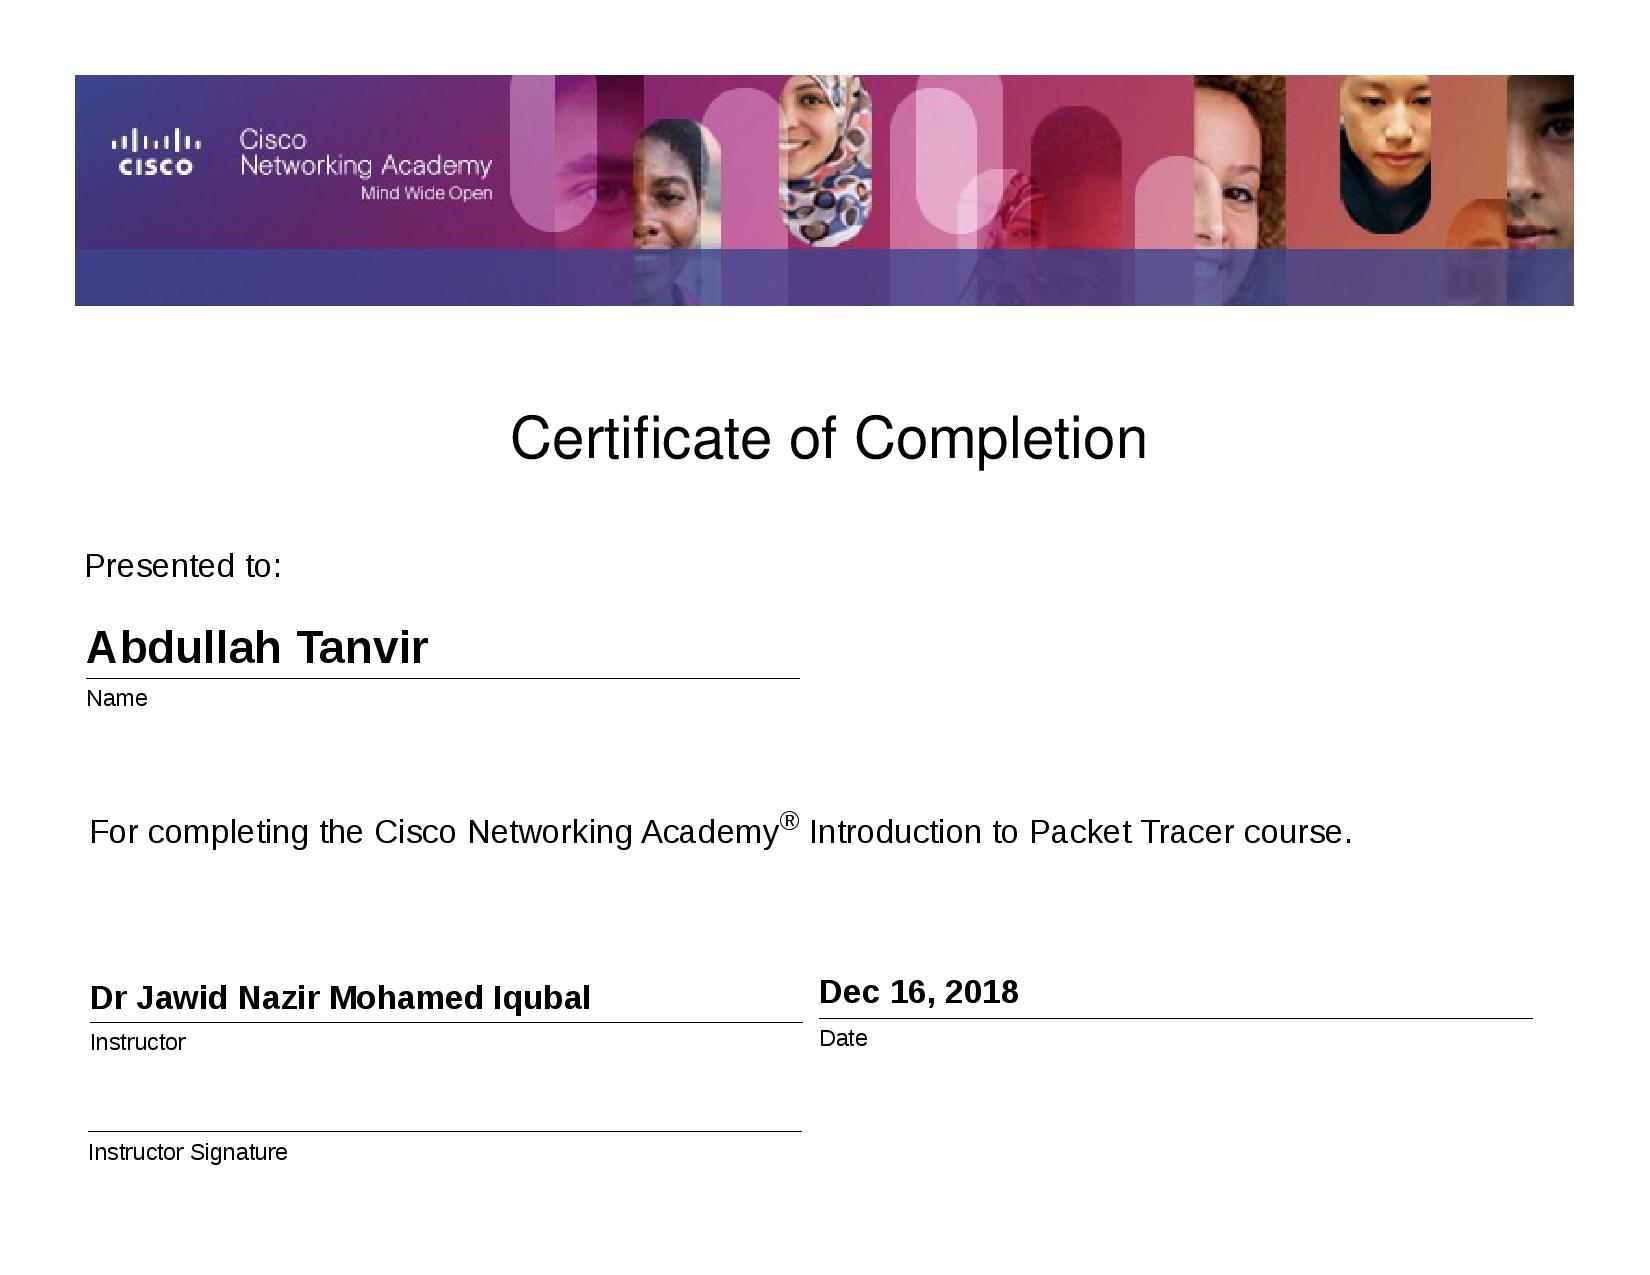 CISCO
Cisco
Networking Academy
Mind Wide Open
Certificate of Completion
Presented to:
Abdullah Tanvir
Name
For completing the Cisco Networking Academy® Introduction to Packet Tracer course.
Dr Jawid Nazir Mohamed Iqubal
Instructor
Dec 16, 2018
Date
Instructor Signature